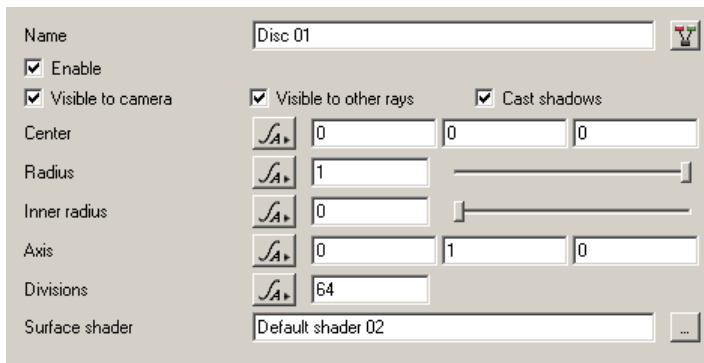 Name Disc 01
Enable
Visible to camera Visible to other rays Cast shadows
Center 0 0 0
Radius 1
Inner radius 0
Axis 0 1 0
Divisions 64
Surface shader Default shader 02 ...